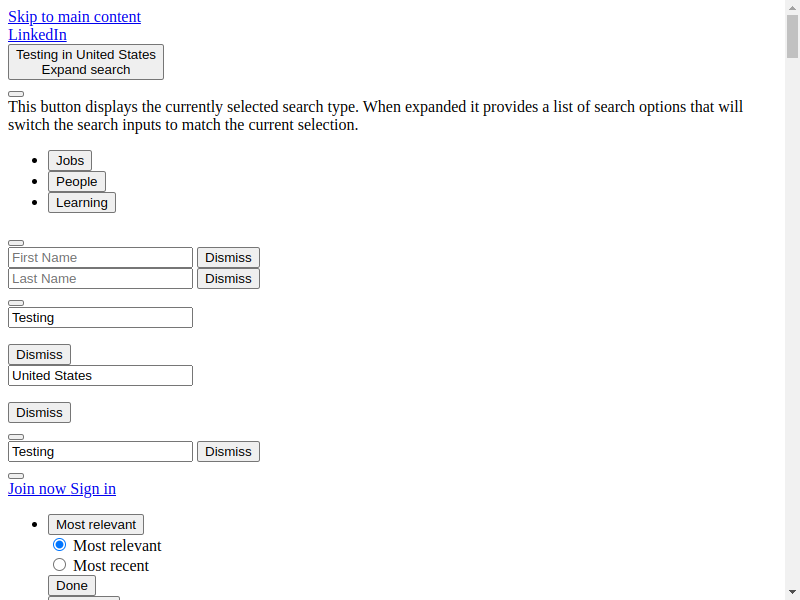 Skip to main content
LinkedIn
Testing in United States
Expand search
This button displays the currently selected search type. When expanded it provides a list of search options that will
switch the search inputs to match the current selection.
Jobs
People
Learning
First Name Dismiss
Last Name Dismiss
Testing
Dismiss
United States
Dismiss
Testing Dismiss
Join now Sign in
Most relevant
Most relevant
Most recent
Done